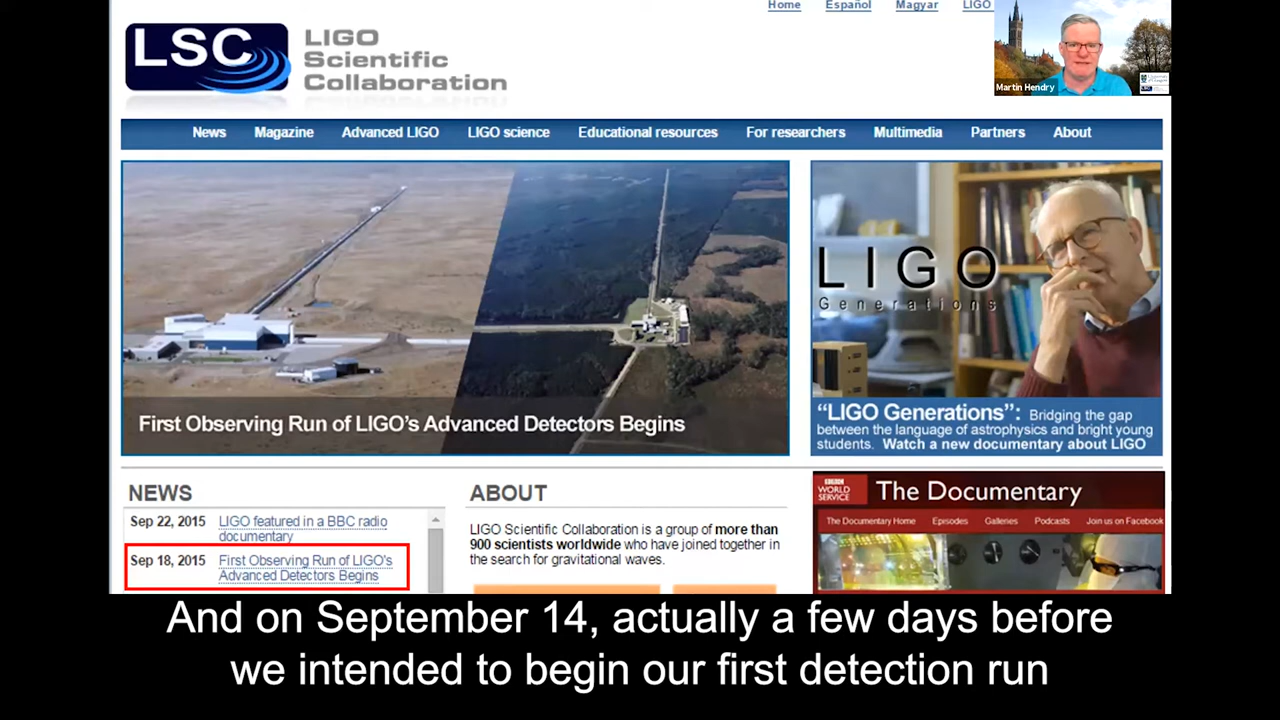 Home Español Magyar LIGO
LSC
LIGO
Scientific
Collaboration
Martin Hendry
News Magazine Advanced LIGO LIGO science Educational resources For researchers Multimedia Partners About
First Observing Run of LIGO's Advanced Detectors Begins
LIGO
Generations
“LIGO Generations”: Bridging the gap
between the language of astrophysics and bright young
students. Watch a new documentary about LIGO
NEWS
Sep 22, 2015 LIGO featured in a BBC radio
documentary
Sep 18, 2015 First Observing Run of LIGO's
Advanced Detectors Begins
ABOUT
LIGO Scientific Collaboration is a group of more than
900 scientists worldwide who have joined together in
the search for gravitational waves.
BBC
WORLD
SERVICE
The Documentary
The Documentary Home Episodes Galleries Podcasts Join us on Facebook
And on September 14, actually a few days before
we intended to begin our first detection run